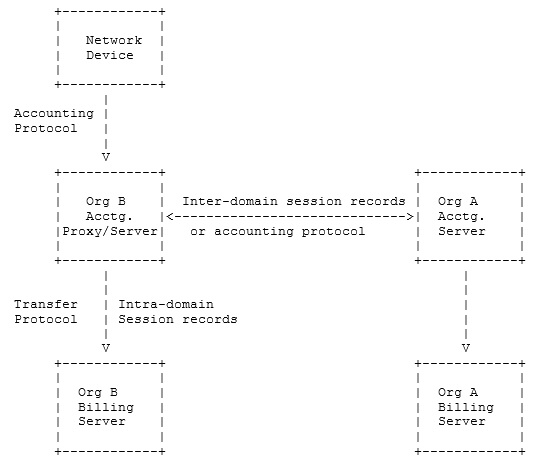 Network
Device
Accounting
Protocol
Org B
Acctg.
Proxy/Server
Inter-domain session records
or accounting protocol
Org A
Acctg.
Server
Transfer
Protocol
Intra-domain
Session records
Org B
Billing
Server
Org A
Billing
Server